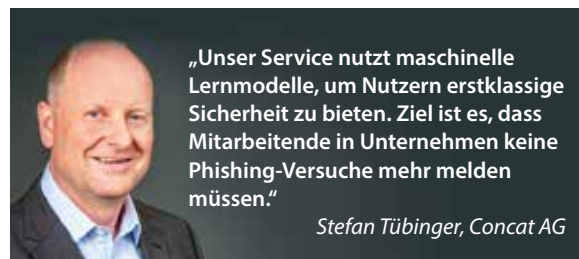 „Unser Service nutzt maschinelle
Lernmodelle, um Nutzern erstklassige
Sicherheit zu bieten. Ziel ist es, dass
Mitarbeitende in Unternehmen keine
Phishing-Versuche mehr melden
müssen.“
Stefan Tübinger, Concat AG